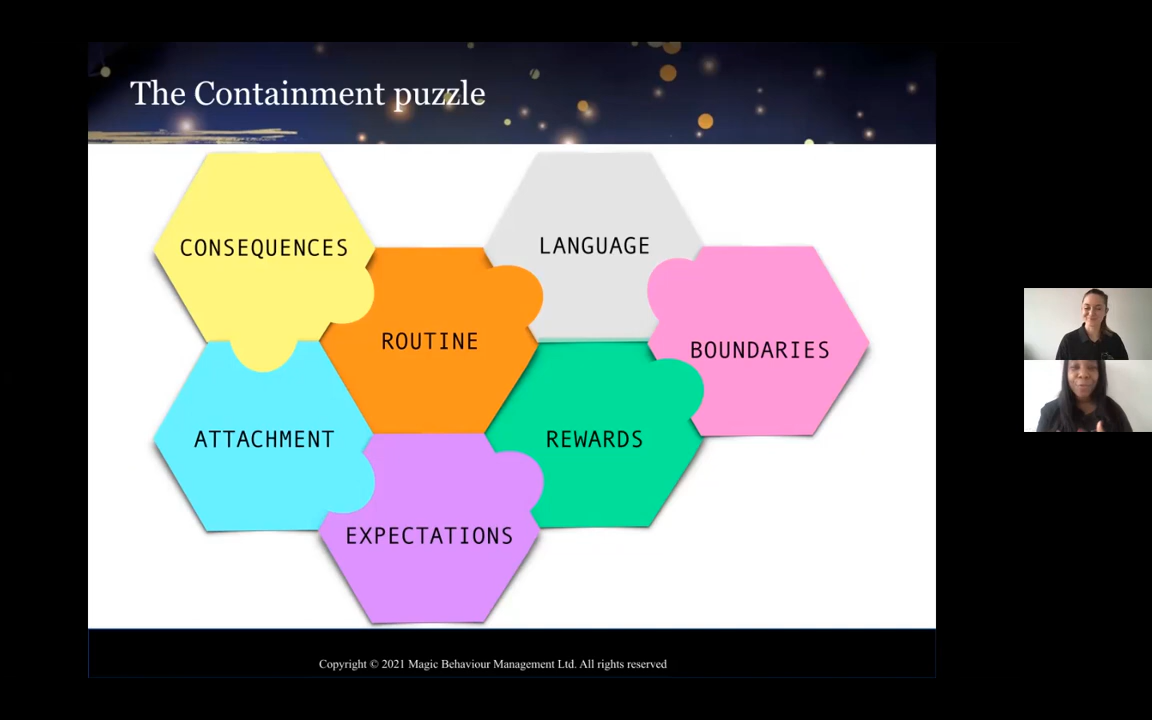 The Containment puzzle
CONSEQUENCES
LANGUAGE
ROUTINE
BOUNDARIES
ATTACHMENT
REWARDS
EXPECTATIONS
Copyright © 2021 Magic Behaviour Management Ltd. All rights reserved